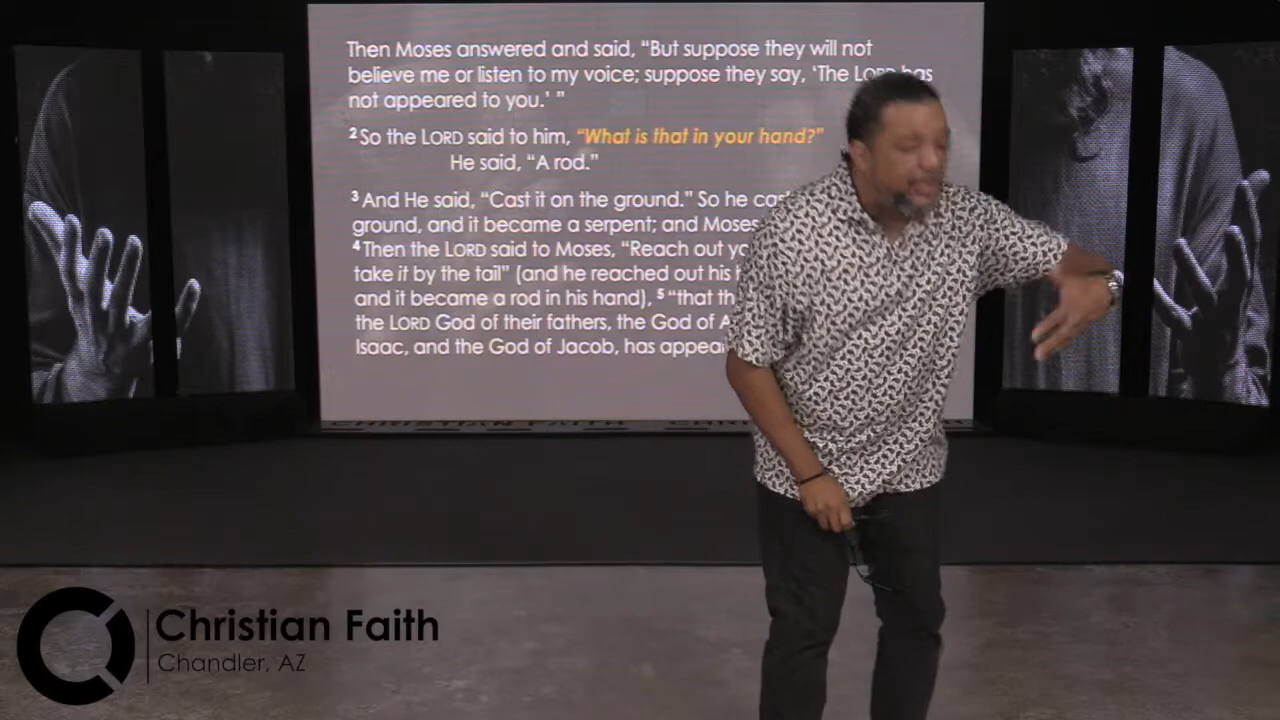 Then Moses answered and said, “But suppose they will not
believe me or listen to my voice; suppose they say, ‘The LORD has
not appeared to you.’ ”
2 So the LORD said to him, “What is that in your hand?”
He said, “A rod.”
3 And He said, “Cast it on the ground.” So he cas
ground, and it became a serpent; and Moses
4 Then the LORD said to Moses, “Reach out yo
take it by the tail” (and he reached out his h
and it became a rod in his hand), 5 “that th
the LORD God of their fathers, the God of A
Isaac, and the God of Jacob, has appear
CHRISTIAN FAITH
Christian Faith
Chandler, AZ